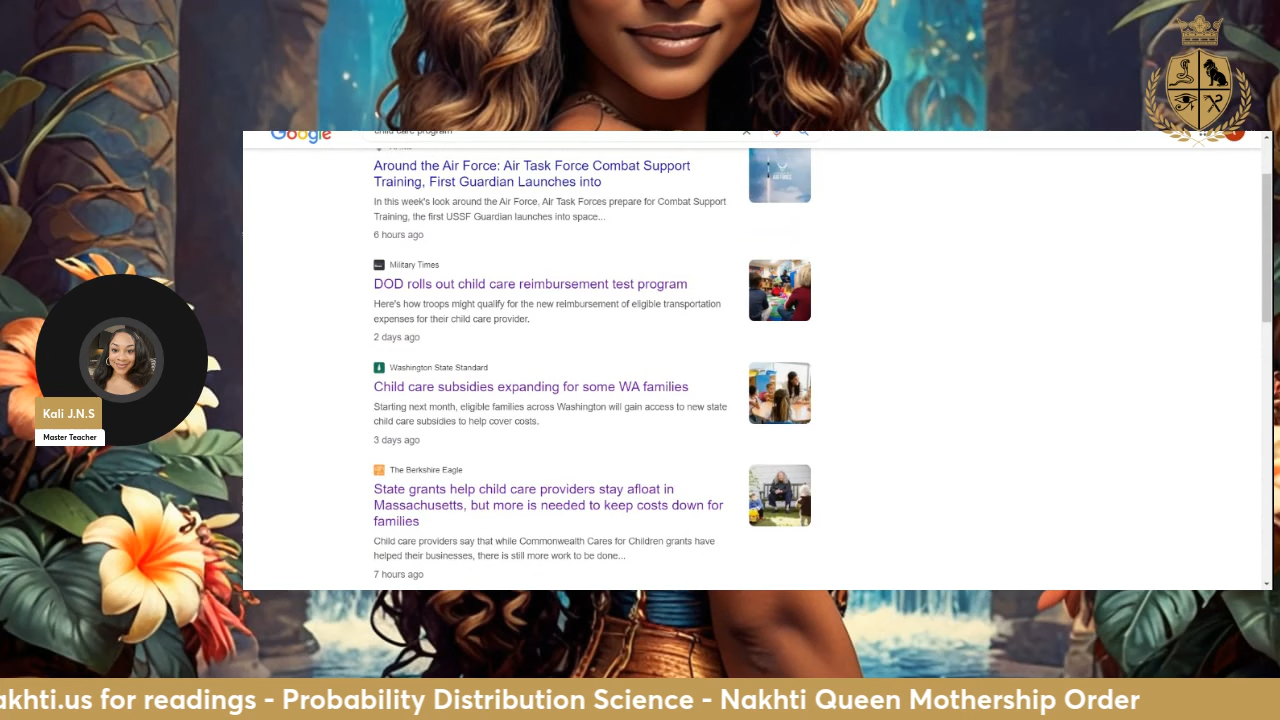 Google
child care program
Around the Air Force: Air Task Force Combat Support
Training, First Guardian Launches into
In this week's look around the Air Force, Air Task Forces prepare for Combat Support
Training, the first USSF Guardian launches into space...
6 hours ago
Military Times
DOD rolls out child care reimbursement test program
Here's how troops might qualify for the new reimbursement of eligible transportation
expenses for their child care provider.
2 days ago
Washington State Standard
Child care subsidies expanding for some WA families
Starting next month, eligible families across Washington will gain access to new state
child care subsidies to help cover costs.
3 days ago
The Berkshire Eagle
State grants help child care providers stay afloat in
Massachusetts, but more is needed to keep costs down for
families
Child care providers say that while Commonwealth Cares for Children grants have
helped their businesses, there is still more work to be done...
7 hours ago
Kali J.N.S
Master Teacher
akhti.us for readings - Probability Distribution Science - Nakhti Queen Mothership Order